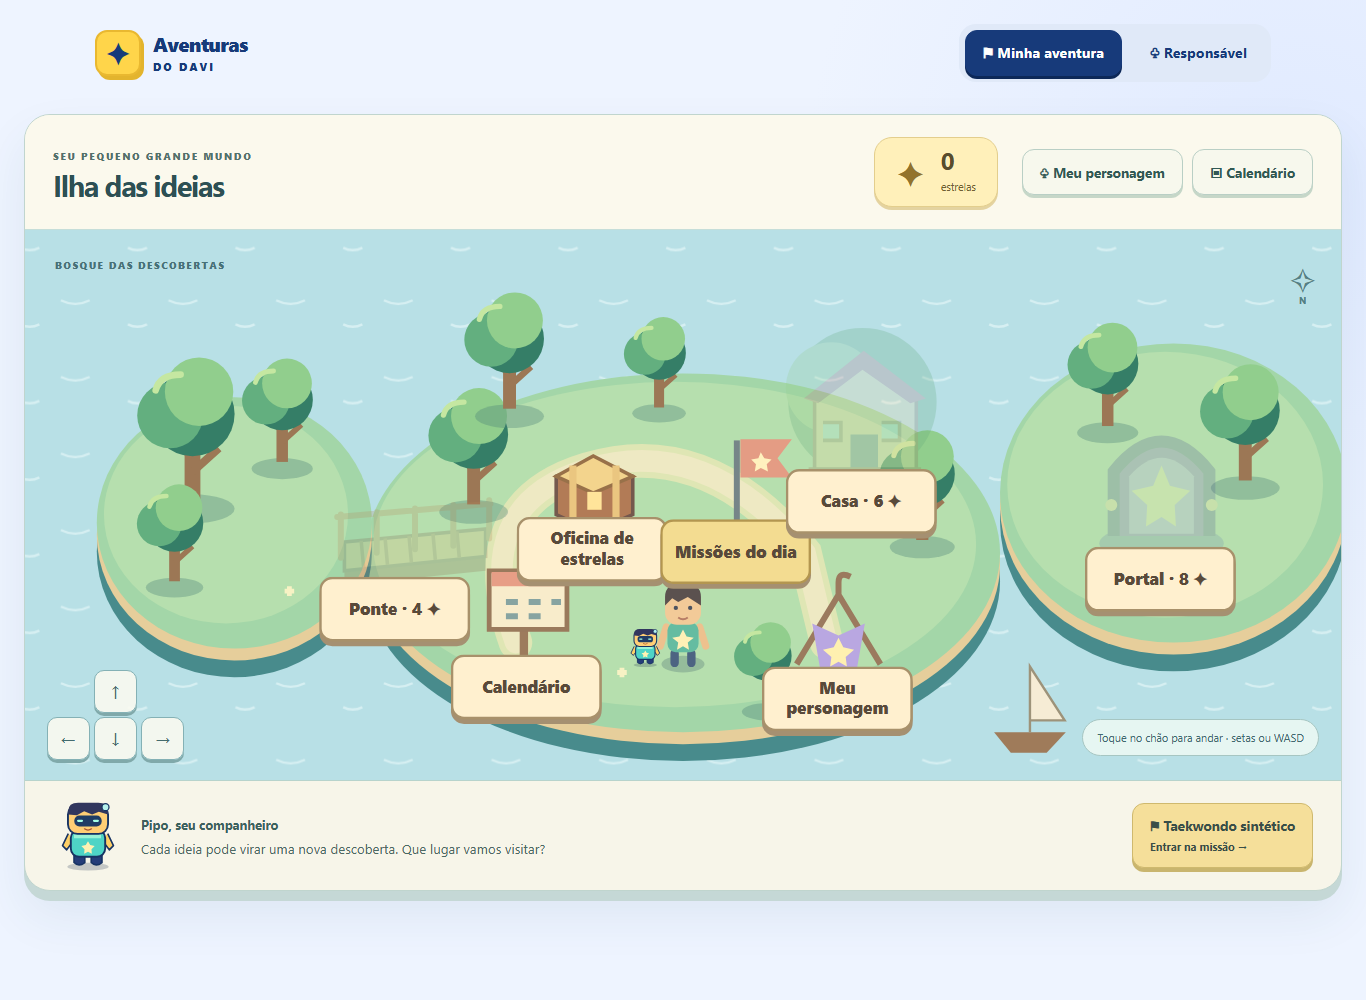 Aventuras
DO DAVI
Minha aventura
Responsável
SEU PEQUENO GRANDE MUNDO
Ilha das ideias
0
estrelas
Meu personagem
Calendário
BOSQUE DAS DESCOBERTAS
N
Casa · 6 ✦
Oficina de
estrelas
Missões do dia
Portal · 8 ✦
Ponte · 4 ✦
Calendário
Meu
personagem
↑
← ↓ →
Toque no chão para andar · setas ou WASD
Pipo, seu companheiro
Cada ideia pode virar uma nova descoberta. Que lugar vamos visitar?
Taekwondo sintético
Entrar na missão →